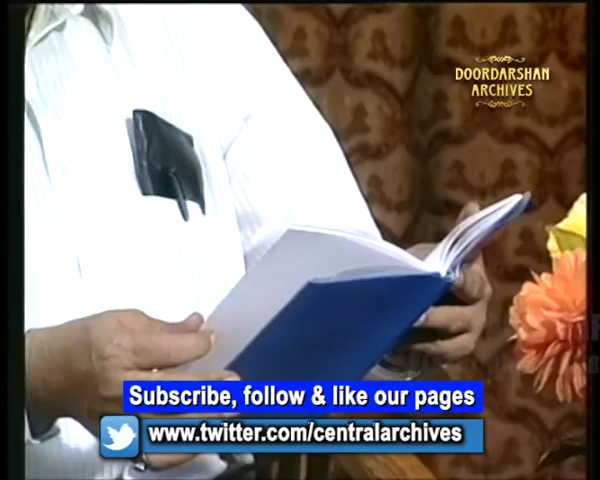 DOORDARSHAN
ARCHIVES
Subscribe, follow & like our pages
www.twitter.com/centralarchives